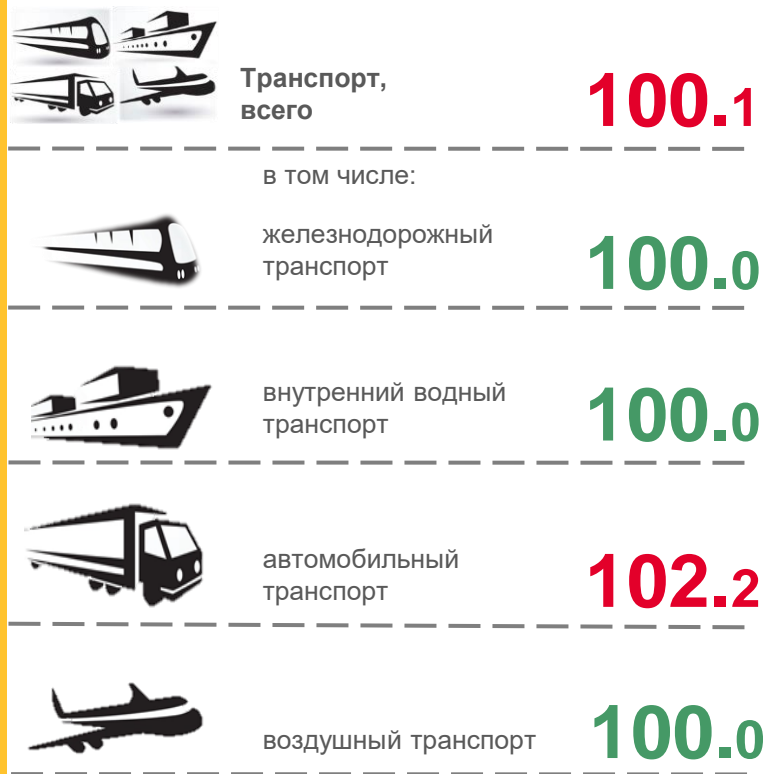 Транспорт,
всего
100.1
в том числе:
железнодорожный
транспорт
100.0
внутренний водный
транспорт
100.0
автомобильный
транспорт
102.2
воздушный транспорт
100.0